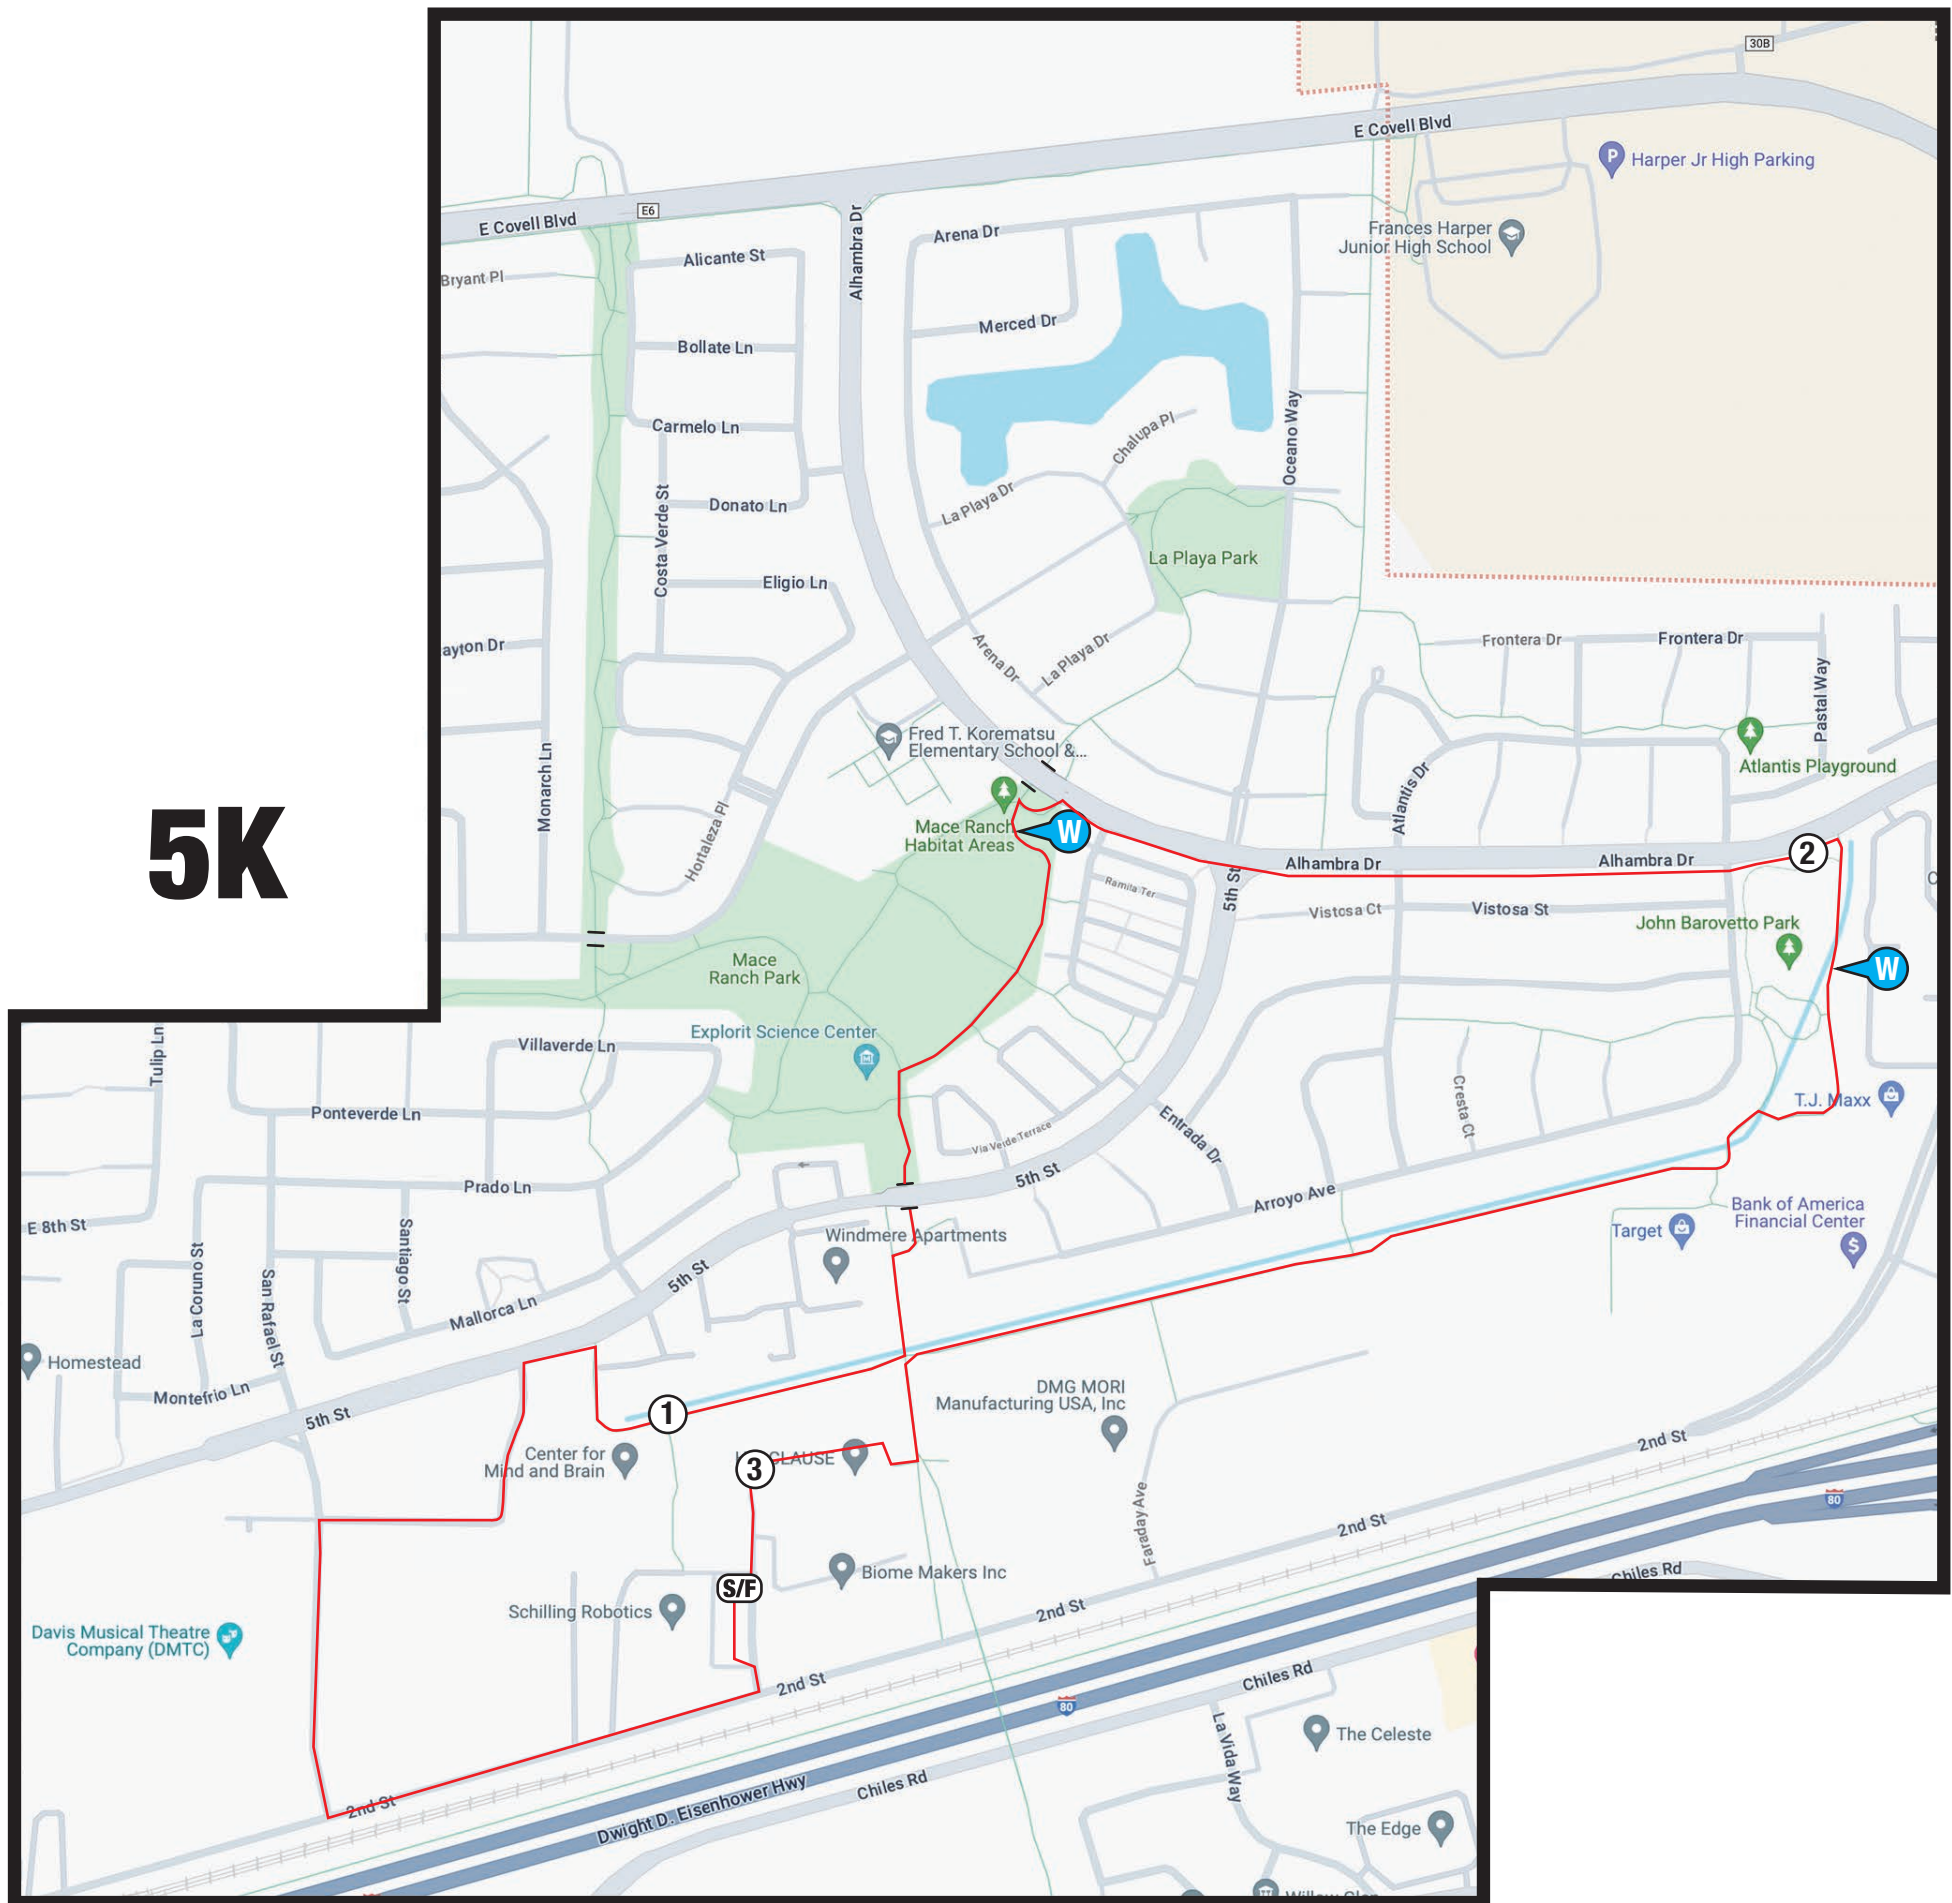 30B
E Covell Blvd
Harper Jr High Parking
E6
E Covell Blvd
Alhambra Dr
Arena Dr
Frances Harper
Junior High School
Alicante St
Bryant Pl
Merced Dr
Bollate Ln
Oceano Way
Carmelo Ln
Chalupa Pl
La Playa Dr
Costa Verde St
Donato Ln
La Playa Park
Eligio Ln
ayton Dr
Arena Dr
La Playa Dr
Frontera Dr
Frontera Dr
Pastal Way
Fred T. Korematsu
Elementary School &...
Monarch Ln
Atlantis Playground
Atlantis Dr
5K
Hortaleza Pl
Mace Ranch
Habitat Areas
W
Alhambra Dr
Alhambra Dr
2
Ramita Ter
5th St
Vistosa Ct
Vistosa St
John Barovetto Park
Mace
Ranch Park
W
Explorit Science Center
Tulip Ln
Villaverde Ln
Ponteverde Ln
Cresta Ct
T.J. Maxx
Via Verde Terrace
Entrada Dr
5th St
Prado Ln
Arroyo Ave
E 8th St
Santiago St
Bank of America
Financial Center
Target
Windmere Apartments
La Coruno St
San Rafael St
5th St
Mallorca Ln
Homestead
Montefrio Ln
5th St
DMG MORI
Manufacturing USA, Inc
1
Center for
Mind and Brain
3
CLAUSE
2nd St
80
Faraday Ave
2nd St
Biome Makers Inc
Chiles Rd
S/F
Schilling Robotics
2nd St
Davis Musical Theatre
Company (DMTC)
2nd St
Chiles Rd
80
La Vida Way
The Celeste
2nd St
Chiles Rd
Dwight D. Eisenhower Hwy
The Edge
Willow Glen